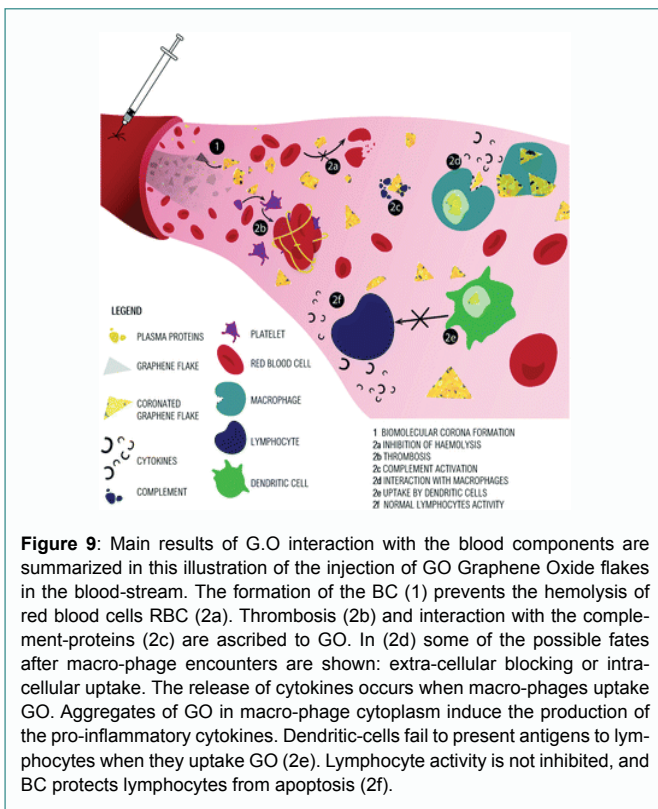 1
2a
2d
2c
2b
2f
2e
LEGEND
PLASMA PROTEINS
GRAPHENE FLAKE
CORONATED
GRAPHENE FLAKE
CYTOKINES
COMPLEMENT
PLATELET
RED BLOOD CELL
MACROPHAGE
LYMPHOCYTE
DENDRITIC CELL
1 BIOMOLECULAR CORONA FORMATION
2a INHIBITION OF HAEMOLYSIS
2b THROMBOSIS
2c COMPLEMENT ACTIVATION
2d INTERACTION WITH MACROPHAGES
2e UPTAKE BY DENDRITIC CELLS
2f NORMAL LYMPHOCYTES ACTIVITY
Figure 9: Main results of G.O interaction with the blood components are
summarized in this illustration of the injection of GO Graphene Oxide flakes
in the blood-stream. The formation of the BC (1) prevents the hemolysis of
red blood cells RBC (2a). Thrombosis (2b) and interaction with the comple-
ment-proteins (2c) are ascribed to GO. In (2d) some of the possible fates
after macro-phage encounters are shown: extra-cellular blocking or intra-
cellular uptake. The release of cytokines occurs when macro-phages uptake
GO. Aggregates of GO in macro-phage cytoplasm induce the production of
the pro-inflammatory cytokines. Dendritic-cells fail to present antigens to lym-
phocytes when they uptake GO (2e). Lymphocyte activity is not inhibited, and
BC protects lymphocytes from apoptosis (2f).